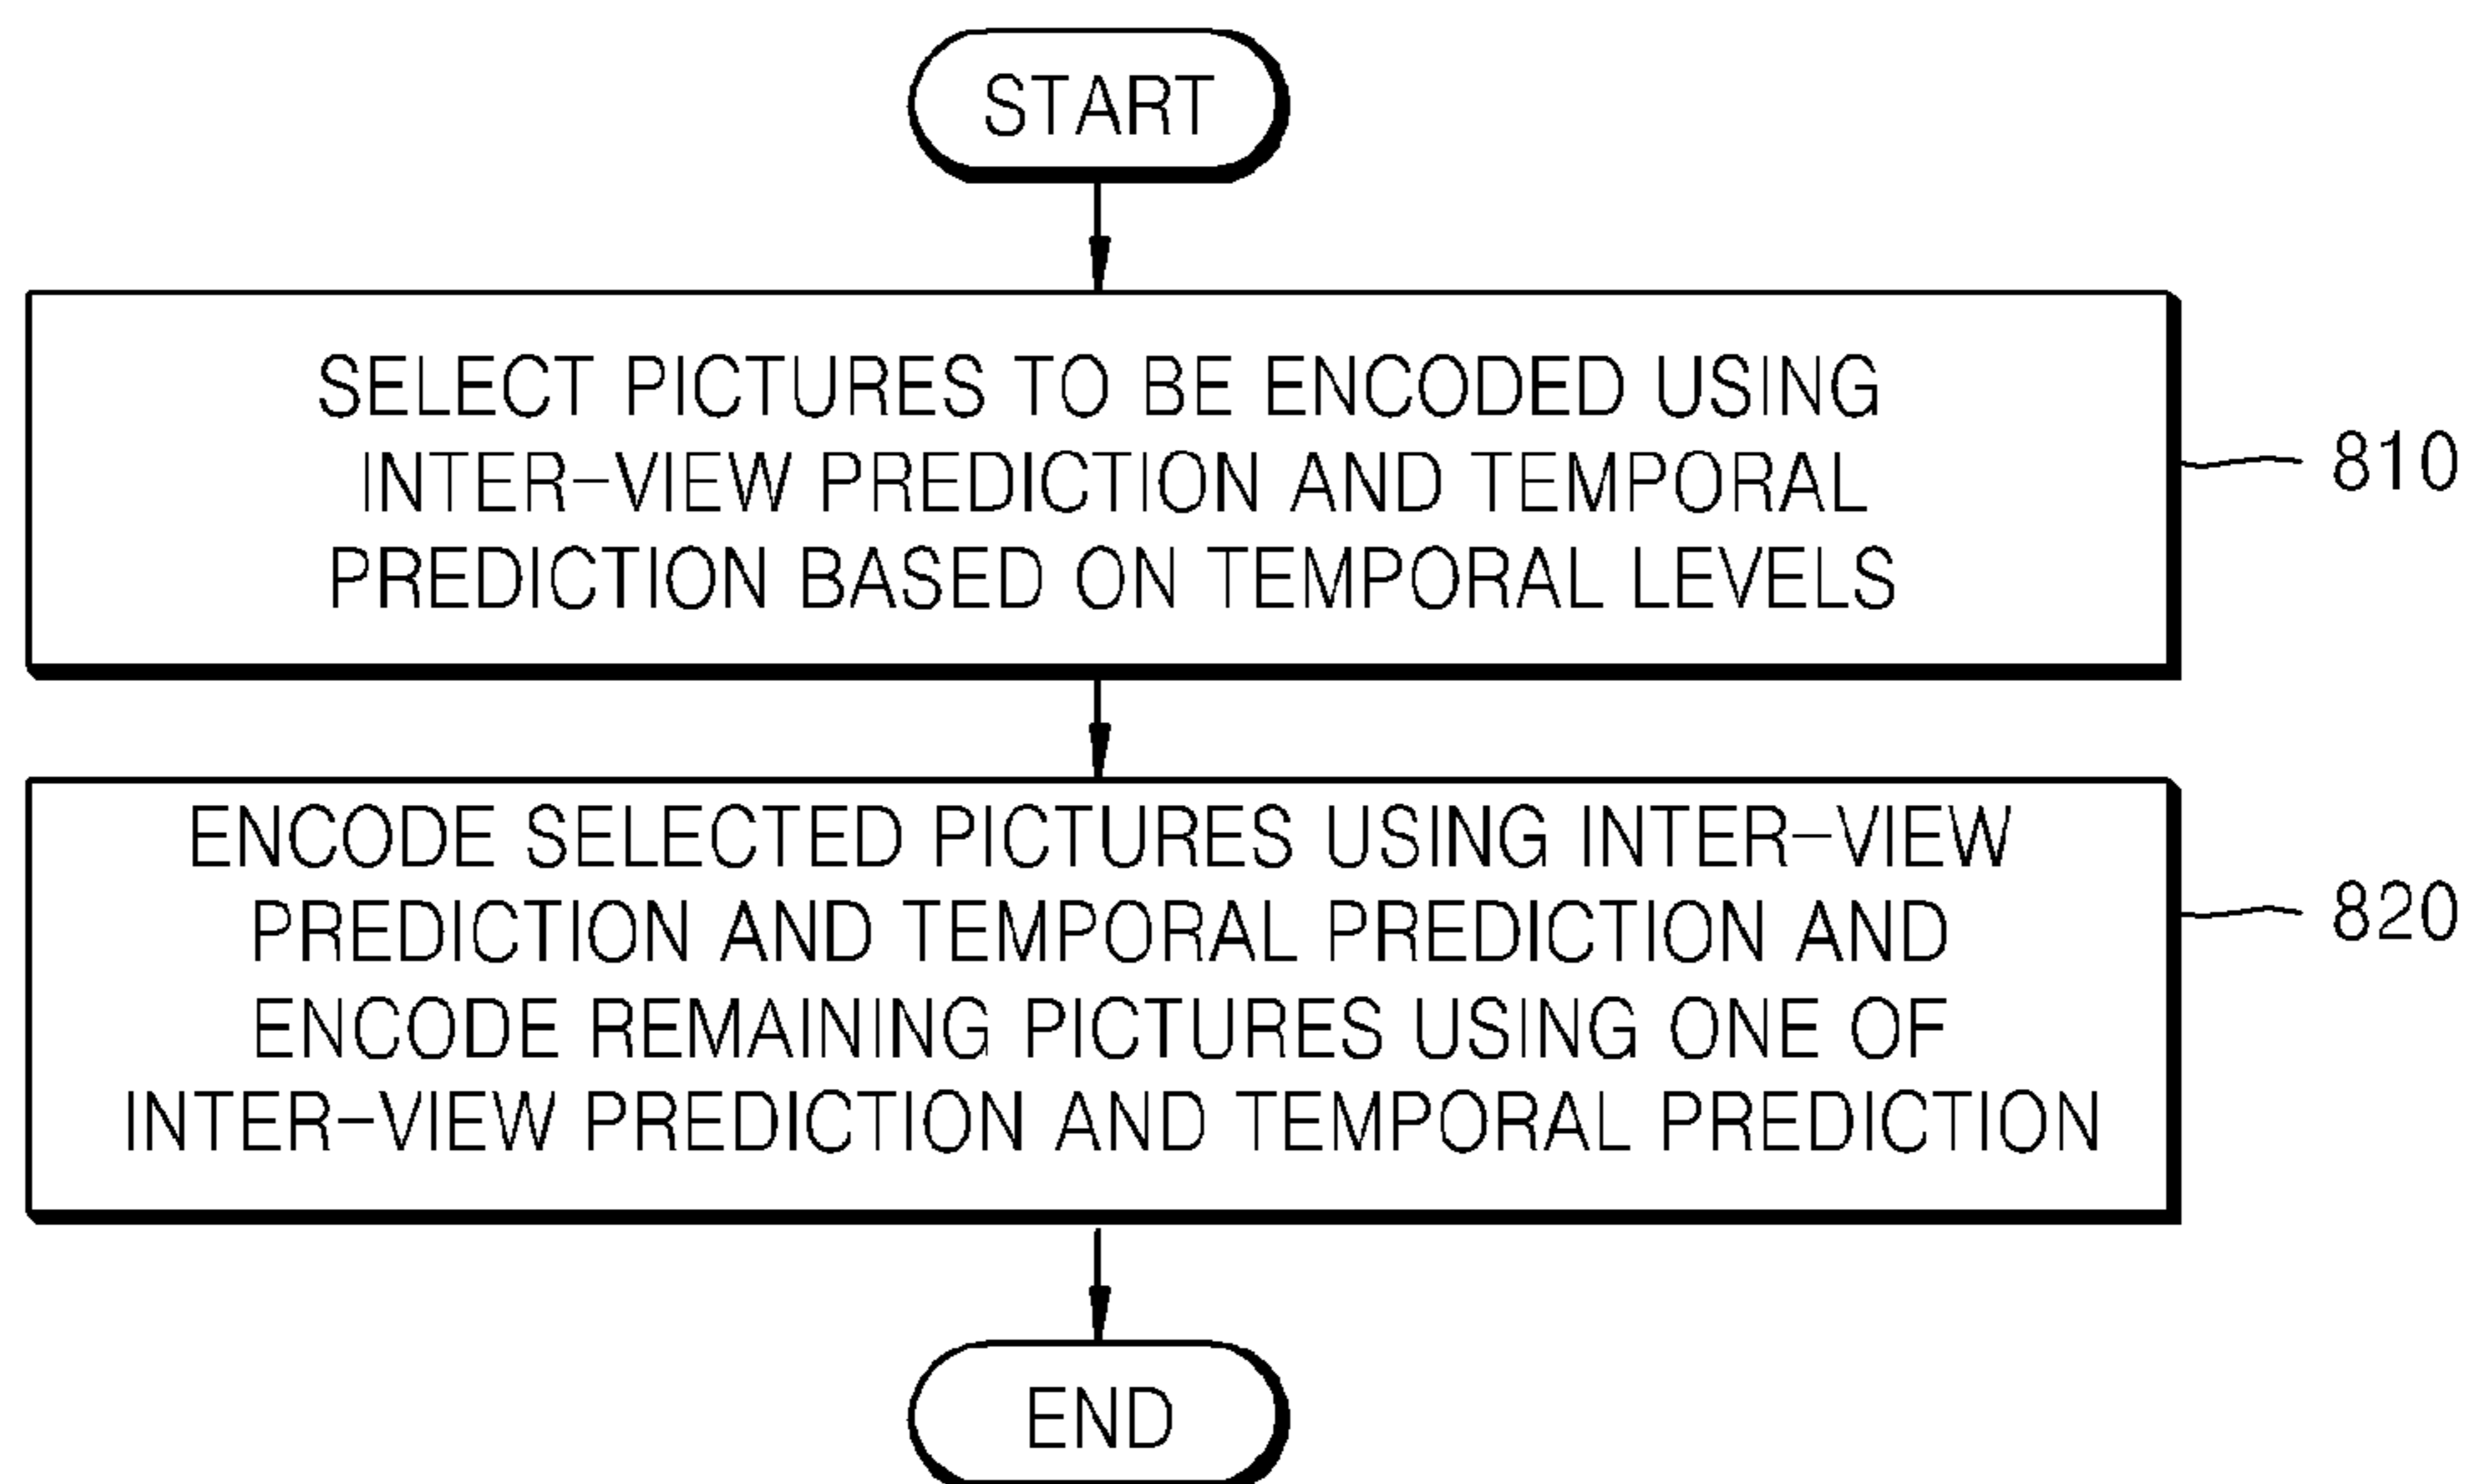 START
SELECT PICTURES TO BE ENCODED USING
INTER-VIEW PREDICTION AND TEMPORAL
PREDICTION BASED ON TEMPORAL LEVELS
810
ENCODE SELECTED PICTURES USING INTER-VIEW
PREDICTION AND TEMPORAL PREDICTION AND
ENCODE REMAINING PICTURES USING ONE OF
INTER-VIEW PREDICTION AND TEMPORAL PREDICTION
820
END